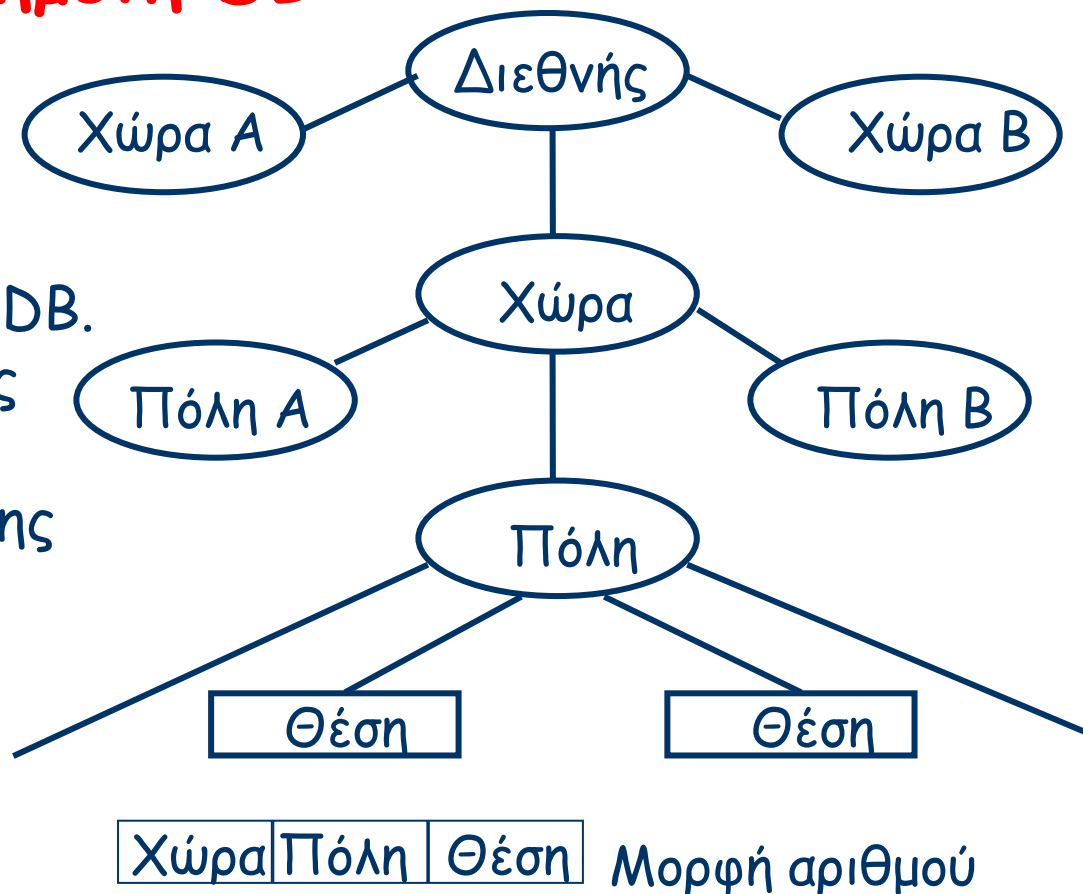 Διεθνής
Χώρα Α Χώρα Β
Χώρα
DB.
Πόλη Α Πόλη Β
Πόλη
Θέση Θέση
Χώρα Πόλη Θέση Μορφή αριθμού